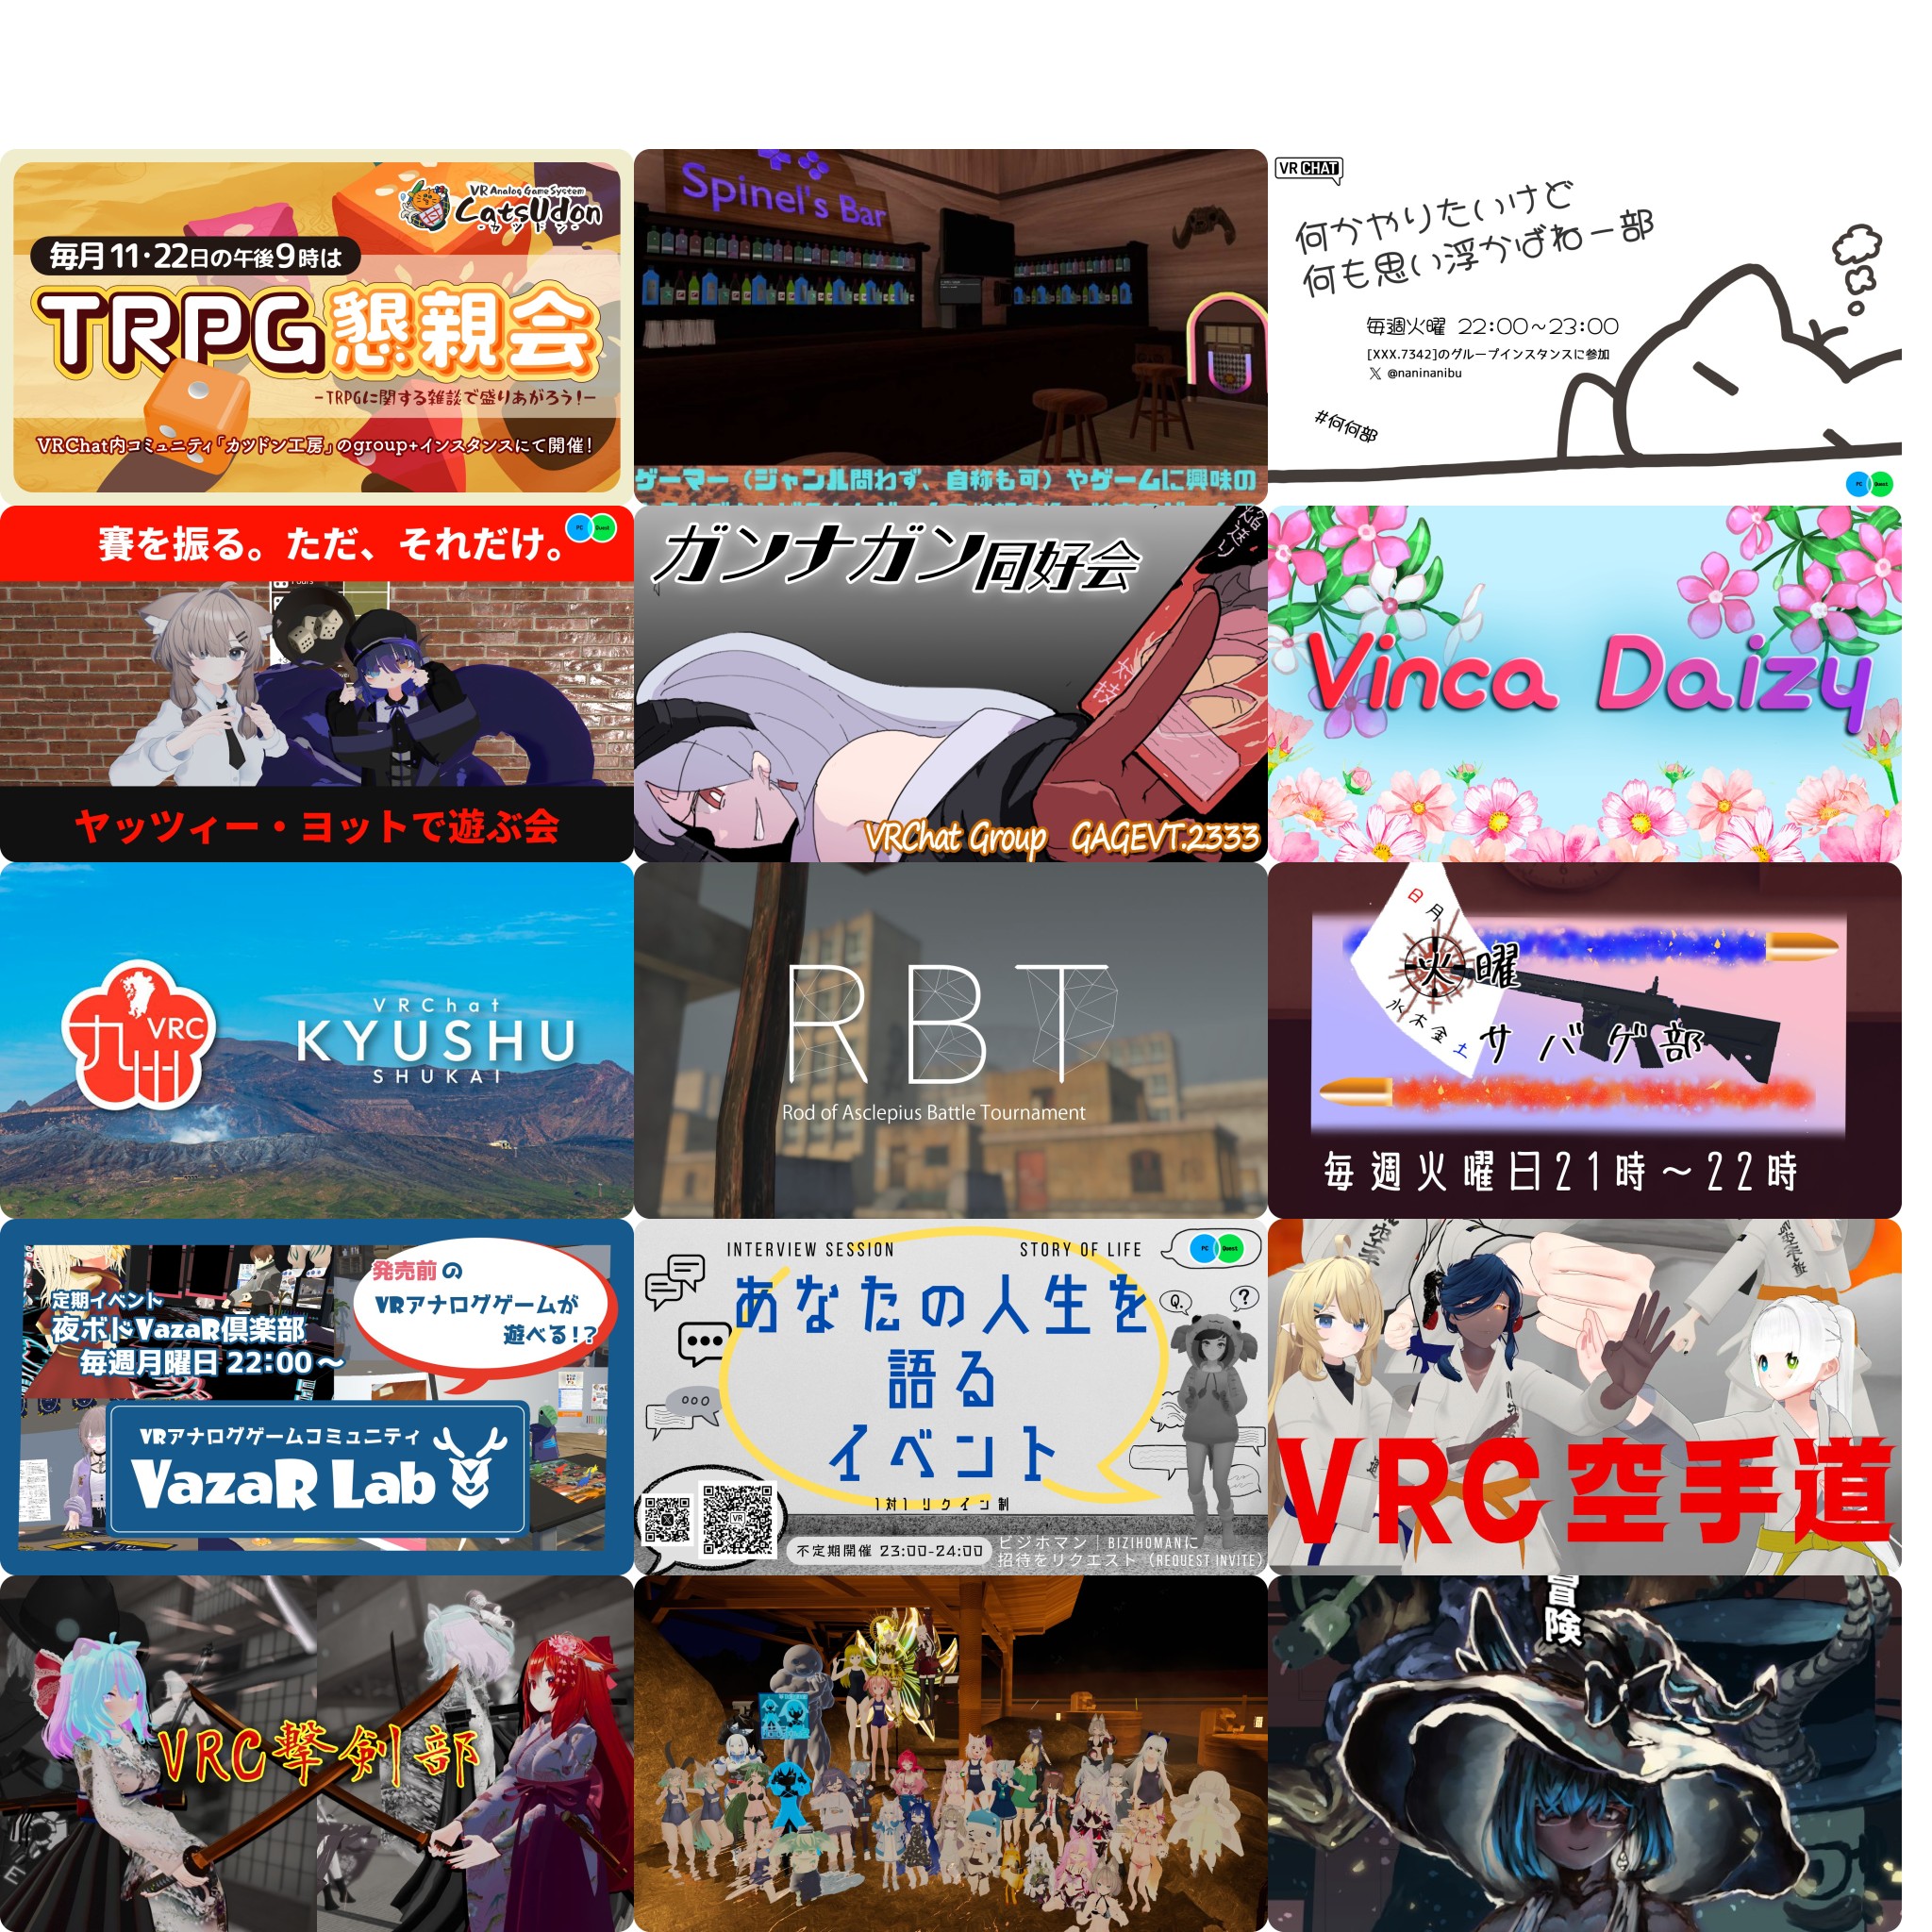 VR Analog Game System
CatsUdon
-カツドン-
毎月11・22日の午後9時は
TRPG懇親会
-TRPGに関する雑談で盛りあがろう!-
VRChat内コミュニティ「カツドン工房」のgroup+インスタンスにて開催!
Spinel's Bar
ゲーマー（ジャンル問わず、自称も可）やゲームに興味の
VRCHAT
何かやりたいけど
何も思い浮かばねー部
毎週火曜 22:00～23:00
[XXX.7342]のグループインスタンスに参加
X @naninanibu
#何何部
PC Quest
賽を振る。ただ、それだけ。
PC Quest
ヤッツィー・ヨットで遊ぶ会
ガンナガン同好会
焔送り
VRChat Group GAGEVT.2333
Vinca Daizy
九州 VRC
VRChat
KYUSHU
SHUKAI
RBT
Rod of Asclepius Battle Tournament
日月
火曜
水木金土
サバゲ部
毎週火曜日21時～22時
発売前の
VRアナログゲームが
遊べる!?
定期イベント
夜ボドVazaR倶楽部
毎週月曜日 22:00～
VRアナログゲームコミュニティ
VazaR Lab
INTERVIEW SESSION
STORY OF LIFE
PC Quest
Q.
?
あなたの人生を
語る
イベント
1対1 リクイン制
VR
不定期開催 23:00-24:00
ビジホマン｜BIZIHOMANに
招待をリクエスト（REQUEST INVITE）
VRC空手道
VRC撃剣部
冒険